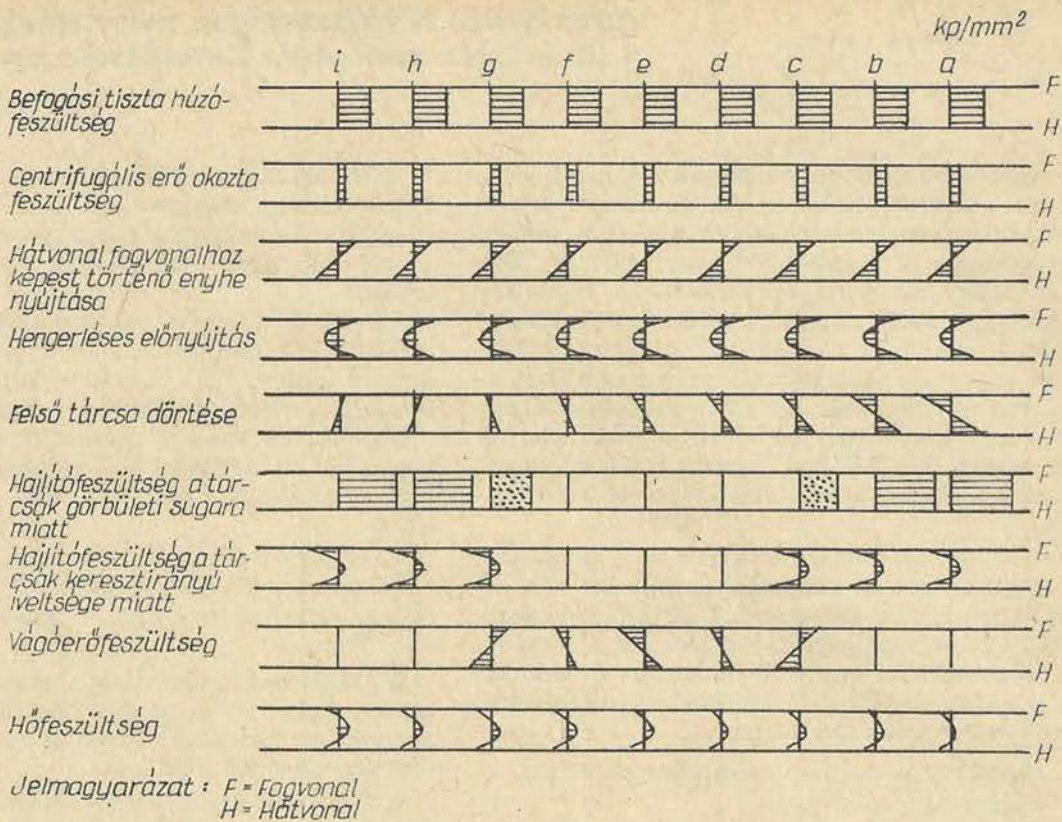 kp/mm²
i h g f e d c b a
Befogási tiszta húzó-
feszültség
F
H
Centrifugális erő okozta
feszültség
F
H
Hátvonal fogvonalhoz
képest történő enyhe
nyújtása
F
H
Hengerléses előnyújtás
F
H
Felső tárcsa döntése
F
H
Hajlítófeszültség a tár-
csák görbületi sugara
miatt
F
H
Hajlítófeszültség a tár-
csák keresztirányú
íveltsége miatt
F
H
Vágóerőfeszültség
F
H
Hőfeszültség
F
H
Jelmagyarázat : F = Fogvonal
H = Hátvonal